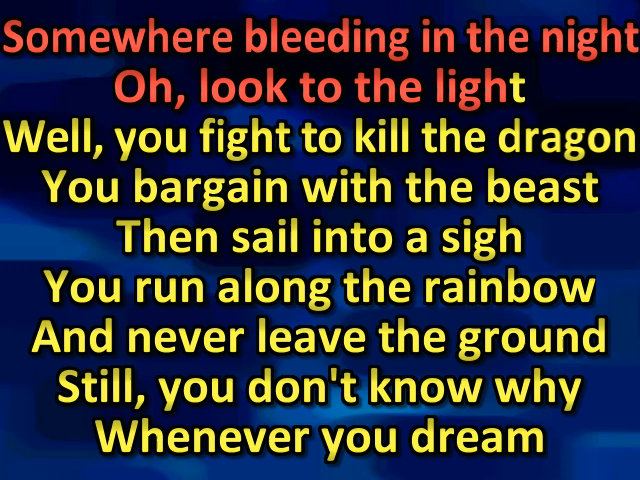 Somewhere bleeding in the night
Oh, look to the light
Well, you fight to kill the dragon
You bargain with the beast
Then sail into a sigh
You run along the rainbow
And never leave the ground
Still, you don't know why
Whenever you dream